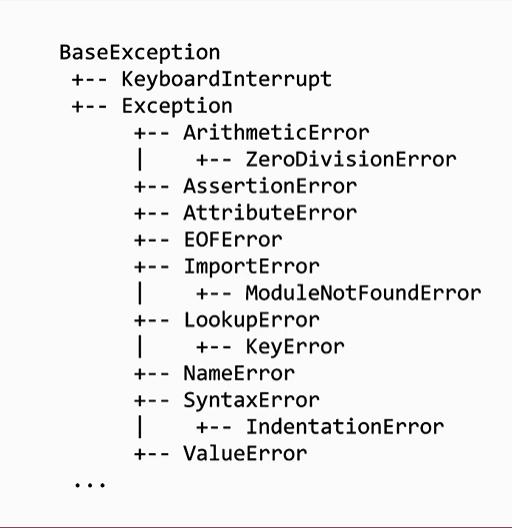 BaseException
 +-- KeyboardInterrupt
 +-- Exception
      +-- ArithmeticError
      |    +-- ZeroDivisionError
      +-- AssertionError
      +-- AttributeError
      +-- EOFError
      +-- ImportError
      |    +-- ModuleNotFoundError
      +-- LookupError
      |    +-- KeyError
      +-- NameError
      +-- SyntaxError
      |    +-- IndentationError
      +-- ValueError
 ...